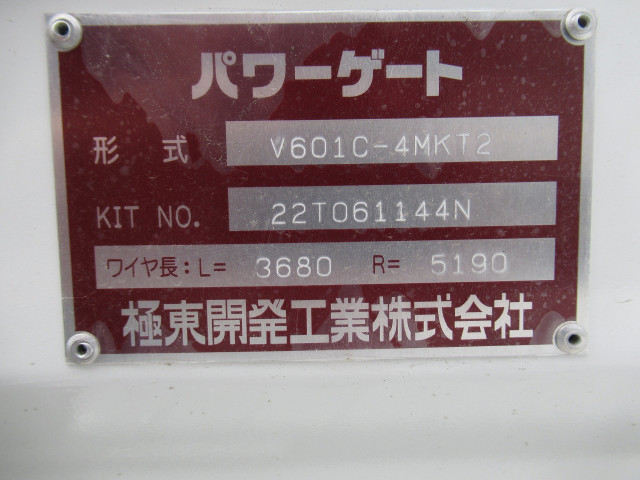 パワーゲート
形式 V601C-4MKT2
KIT NO. 22T061144N
ワイヤ長：L= 3680 R= 5190
極東開発工業株式会社